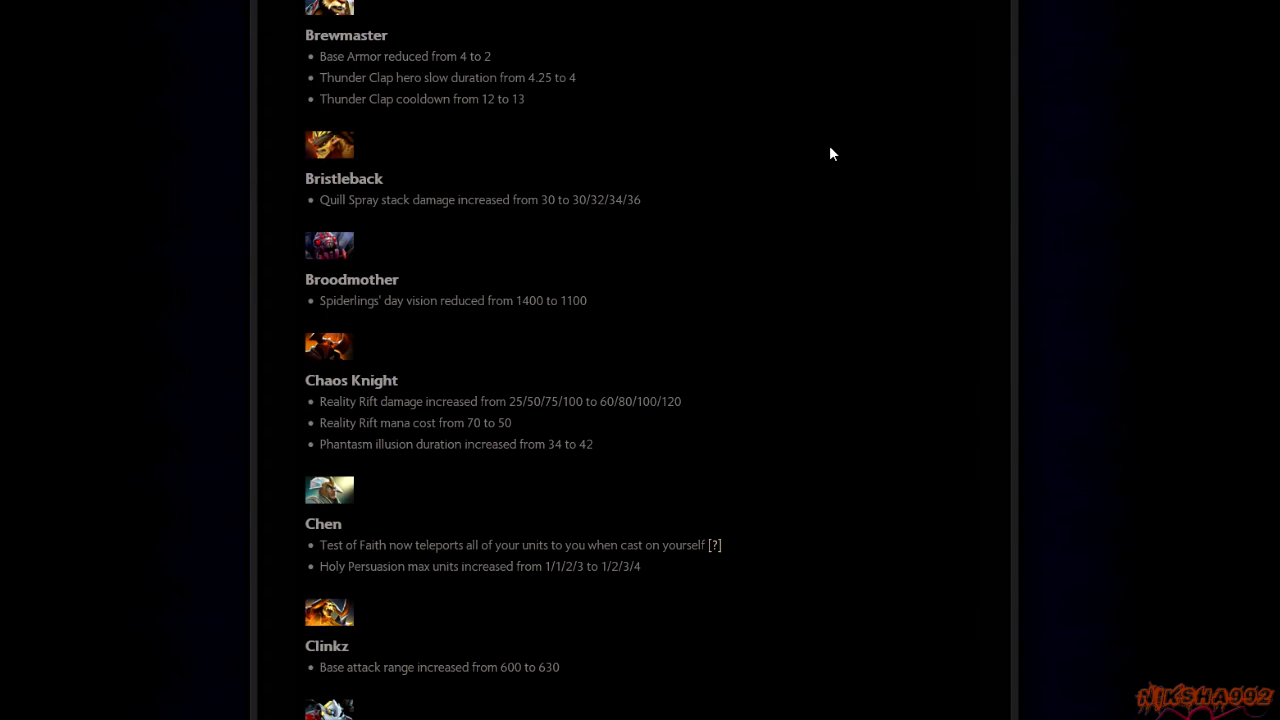 Brewmaster
• Base Armor reduced from 4 to 2
• Thunder Clap hero slow duration from 4.25 to 4
• Thunder Clap cooldown from 12 to 13
Bristleback
• Quill Spray stack damage increased from 30 to 30/32/34/36
Broodmother
• Spiderlings' day vision reduced from 1400 to 1100
Chaos Knight
• Reality Rift damage increased from 25/50/75/100 to 60/80/100/120
• Reality Rift mana cost from 70 to 50
• Phantasm illusion duration increased from 34 to 42
Chen
• Test of Faith now teleports all of your units to you when cast on yourself [?]
• Holy Persuasion max units increased from 1/1/2/3 to 1/2/3/4
Clinkz
• Base attack range increased from 600 to 630
NIKSHA992